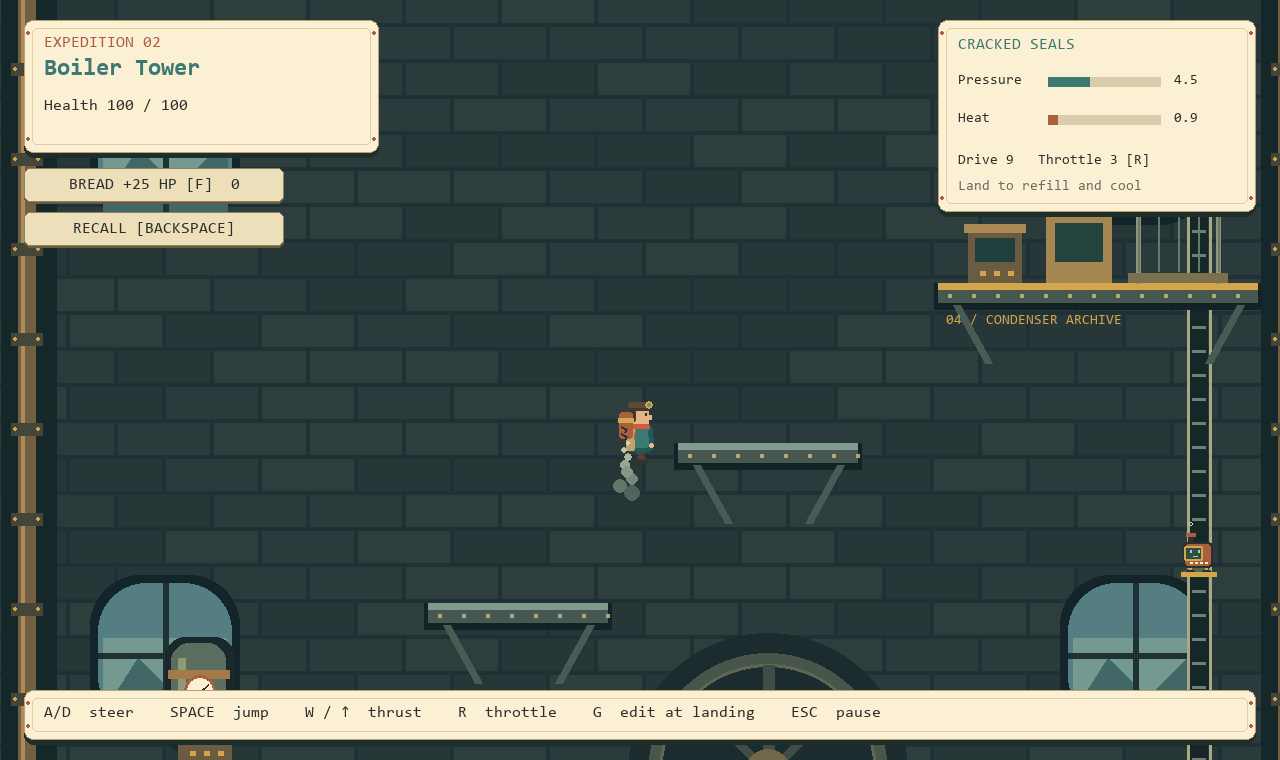 EXPEDITION 02
Boiler Tower
Health 100 / 100
BREAD +25 HP [F] 0
RECALL [BACKSPACE]
CRACKED SEALS
Pressure 4.5
Heat 0.9
Drive 9 Throttle 3 [R]
Land to refill and cool
04 / CONDENSER ARCHIVE
A/D steer SPACE jump W / ↑ thrust R throttle G edit at landing ESC pause